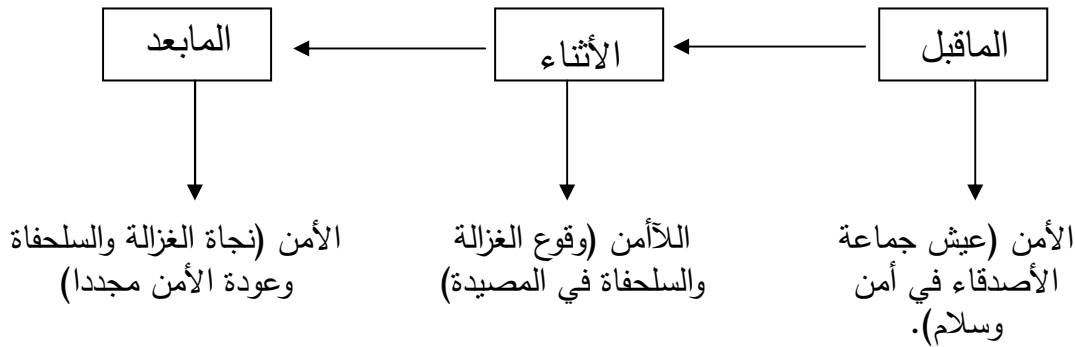 الماقبل
الأثناء
المابعد
الأمن (عيش جماعة
الأصدقاء في أمن
وسلام).
اللآأمن (وقوع الغزالة
والسلحفاة في المصيدة)
الأمن (نجاة الغزالة والسلحفاة
وعودة الأمن مجددا)